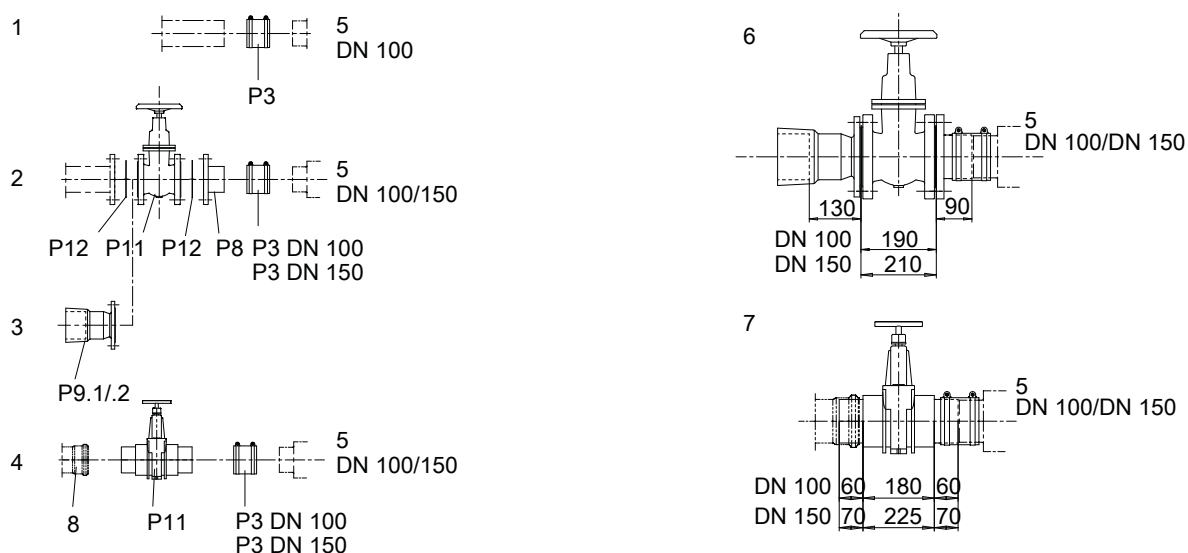 1
5
DN 100
P3
2
5
DN 100/150
P12 P11 P12 P8 P3 DN 100
P3 DN 150
3
P9.1/.2
4
5
DN 100/150
8 P11 P3 DN 100
P3 DN 150
6
5
DN 100/DN 150
130 90
DN 100 190
DN 150 210
7
5
DN 100/DN 150
DN 100 60 180 60
DN 150 70 225 70